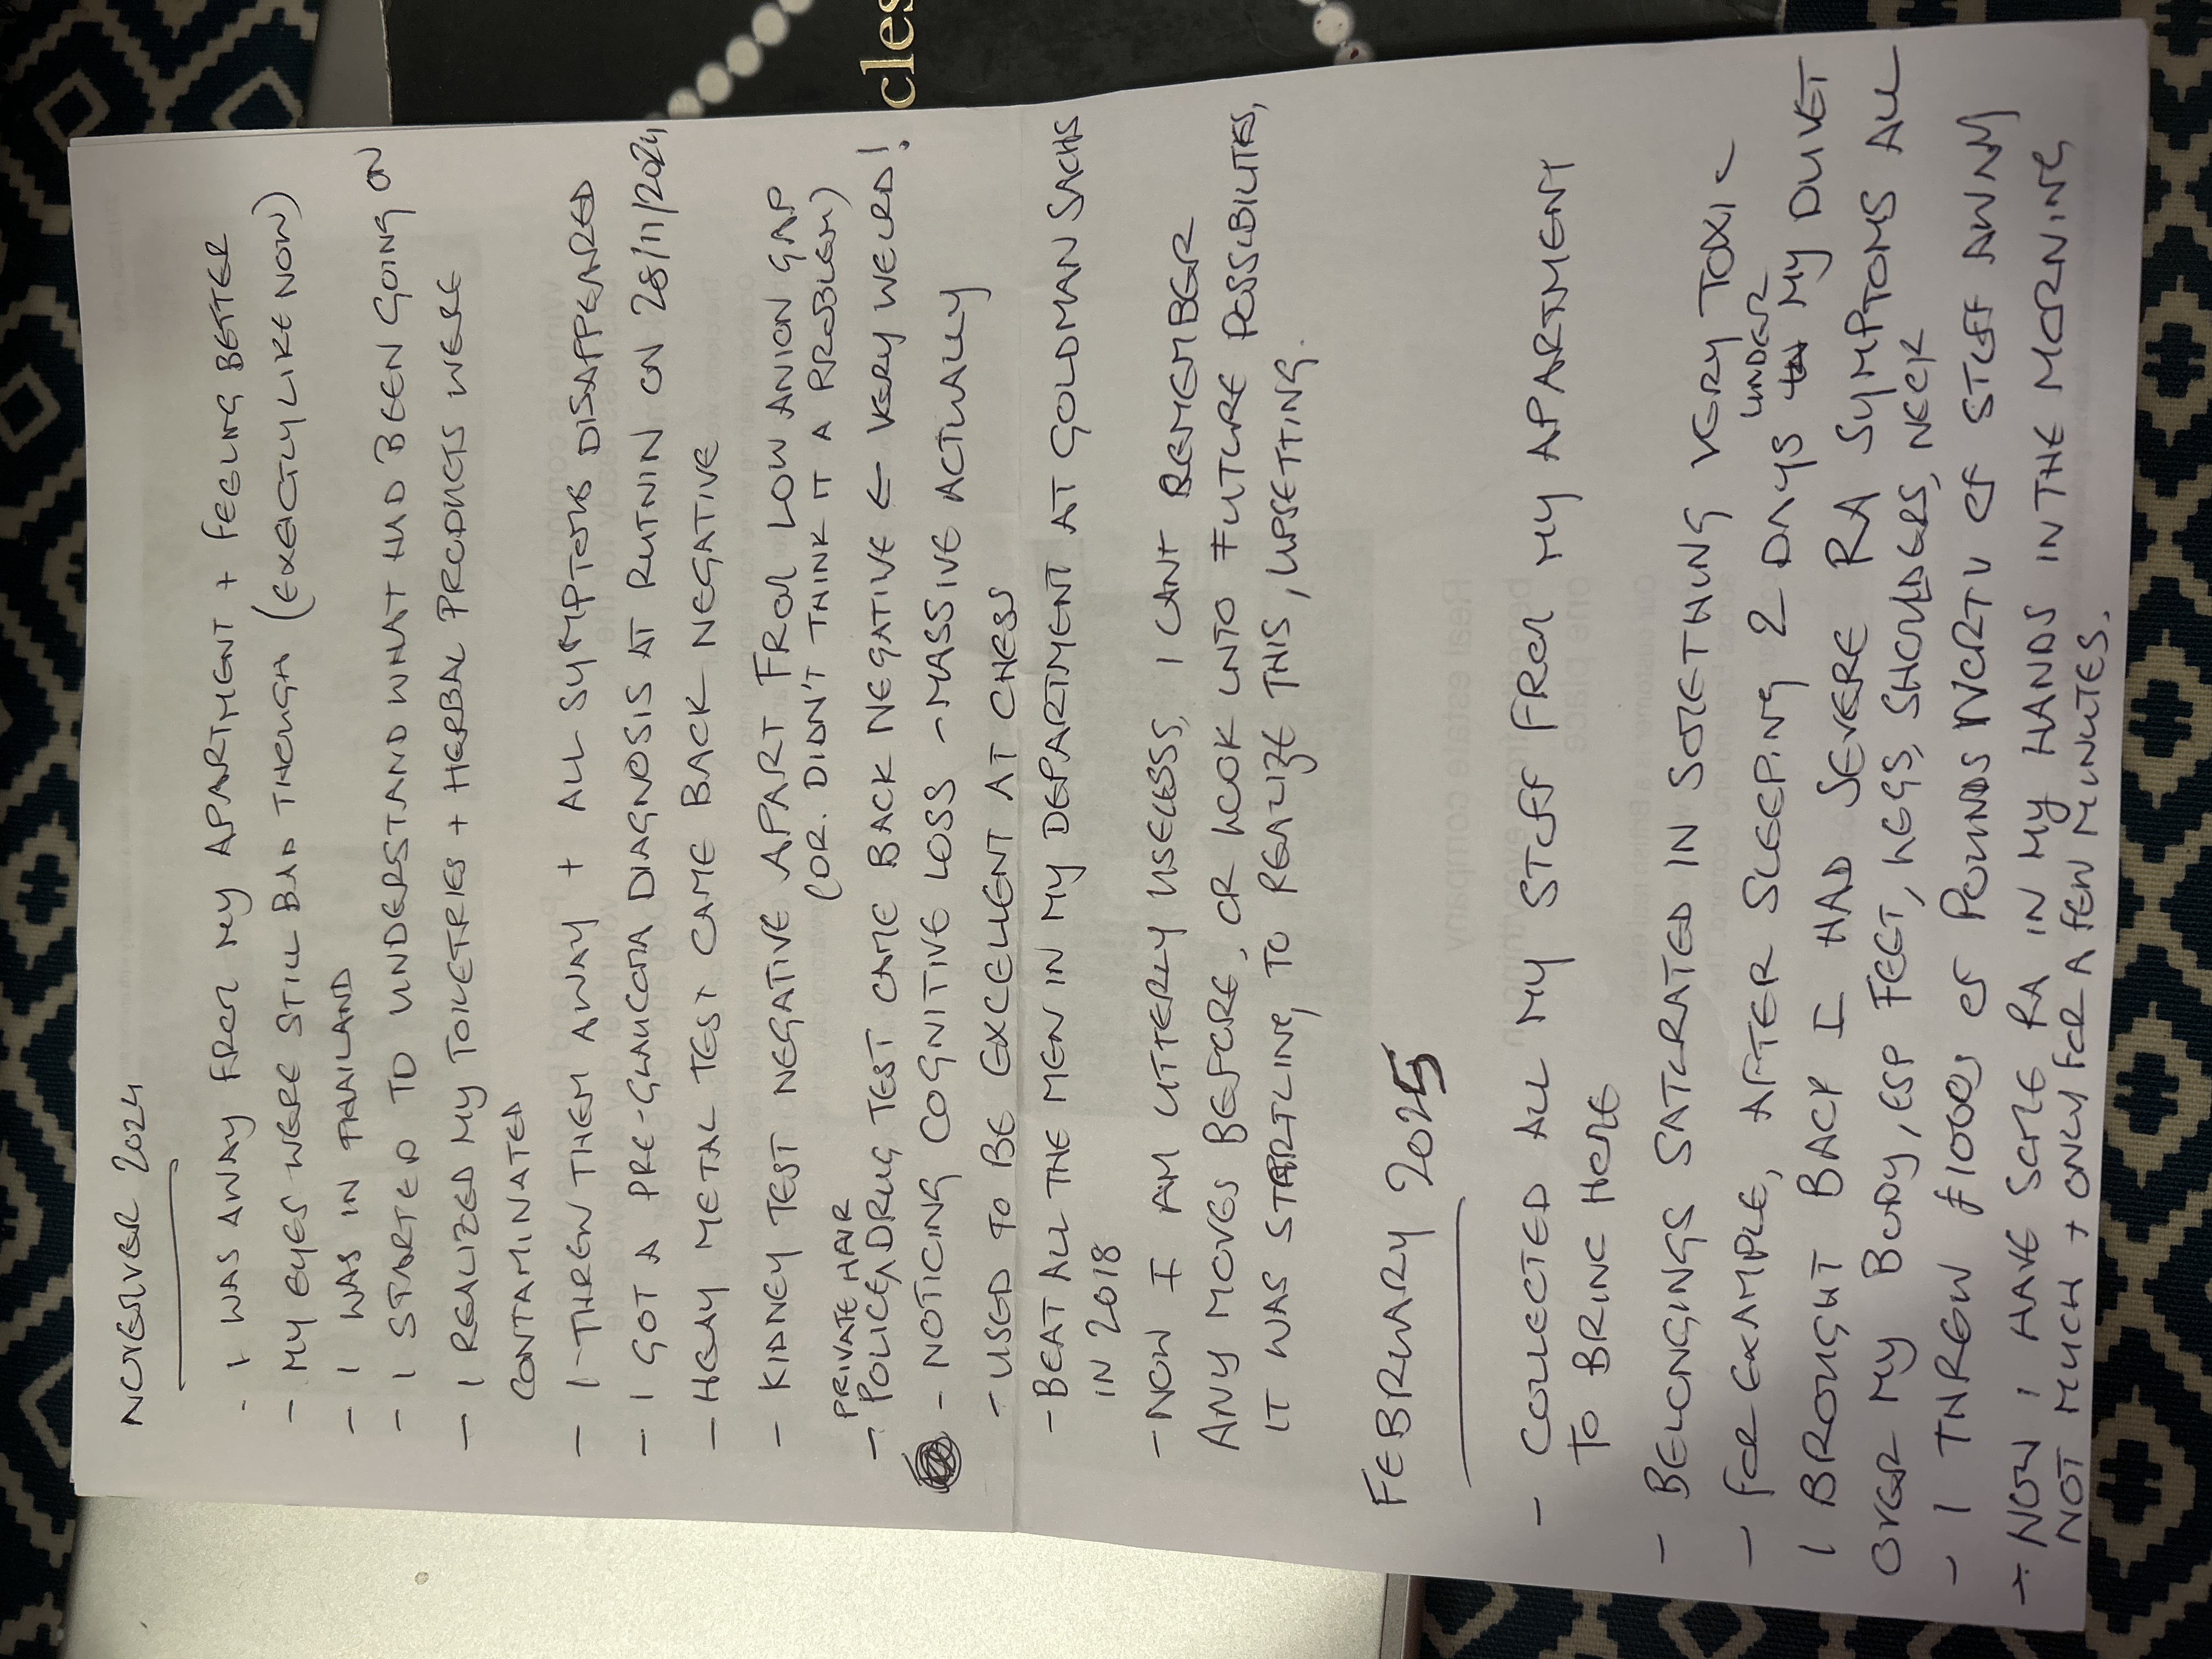 NOVEMVER 2024
- I WAS AWAY FROM MY APARTMENT + FEELING BETTER
- MY EYES WERE STILL BAD THOUGH (EXACTLY LIKE NOW)
- I WAS IN THAILAND
- I STARTED TO UNDERSTAND WHAT HAD BEEN GOING ON
- I REALIZED MY TOILETRIES + HERBAL PRODUCTS WERE
CONTAMINATED
- I THREW THEM AWAY + ALL SYMPTOMS DISAPPEARED
- I GOT A PRE-GLAUCOMA DIAGNOSIS AT RUTNIN ON 28/11/2024
- HEAY METAL TEST CAME BACK NEGATIVE
- KIDNEY TEST NEGATIVE APART FROM LOW ANION GAP
(DR. DIDN'T THINK IT A PROBLEM)
PRIVATE HAIR
- POLICE DRUG TEST CAME BACK NEGATIVE ← VERY WEIRD!
- NOTICING COGNITIVE LOSS - MASSIVE ACTUALLY
- USED TO BE EXCELLENT AT CHESS
- BEAT ALL THE MEN IN MY DEPARTMENT AT GOLDMAN SACHS
IN 2018
- NOW I AM UTTERLY USELESSS, I CANT REMEMBER
ANY MOVES BEFORE, OR LOOK INTO FUTURE POSSIBILITIES,
IT WAS STARTLING TO REALIZE THIS, UPSETTING.
FEBRUARY 2025
- COLLECTED ALL MY STUFF FROM MY APARTMENT
TO BRING HOME
- BELONGINGS SATURATED IN SOMETHING VERY TOXIC
- FOR EXAMPLE, AFTER SLEEPING 2 DAYS UNDER MY DUVET
I BROUGHT BACK I HAD SEVERE RA SYMPTOMS ALL
OVER MY BODY, ESP FEET, LEGS, SHOULDERS, NECK
- I THREW £1000s OF POUNDS WORTH OF STUFF AWAY
- NOW I HAVE SOME RA IN MY HANDS IN THE MORNING,
NOT MUCH + ONLY FOR A FEW MINUTES.
cles